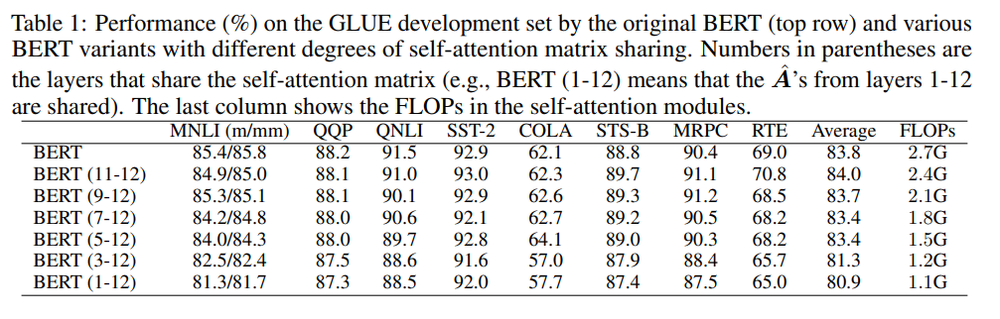 Table 1: Performance (%) on the GLUE development set by the original BERT (top row) and various
BERT variants with different degrees of self-attention matrix sharing. Numbers in parentheses are
the layers that share the self-attention matrix (e.g., BERT (1-12) means that the Â's from layers 1-12
are shared). The last column shows the FLOPs in the self-attention modules.
MNLI (m/mm) QQP QNLI SST-2 COLA STS-B MRPC RTE Average FLOPs
BERT 85.4/85.8 88.2 91.5 92.9 62.1 88.8 90.4 69.0 83.8 2.7G
BERT (11-12) 84.9/85.0 88.1 91.0 93.0 62.3 89.7 91.1 70.8 84.0 2.4G
BERT (9-12) 85.3/85.1 88.1 90.1 92.9 62.6 89.3 91.2 68.5 83.7 2.1G
BERT (7-12) 84.2/84.8 88.0 90.6 92.1 62.7 89.2 90.5 68.2 83.4 1.8G
BERT (5-12) 84.0/84.3 88.0 89.7 92.8 64.1 89.0 90.3 68.2 83.4 1.5G
BERT (3-12) 82.5/82.4 87.5 88.6 91.6 57.0 87.9 88.4 65.7 81.3 1.2G
BERT (1-12) 81.3/81.7 87.3 88.5 92.0 57.7 87.4 87.5 65.0 80.9 1.1G